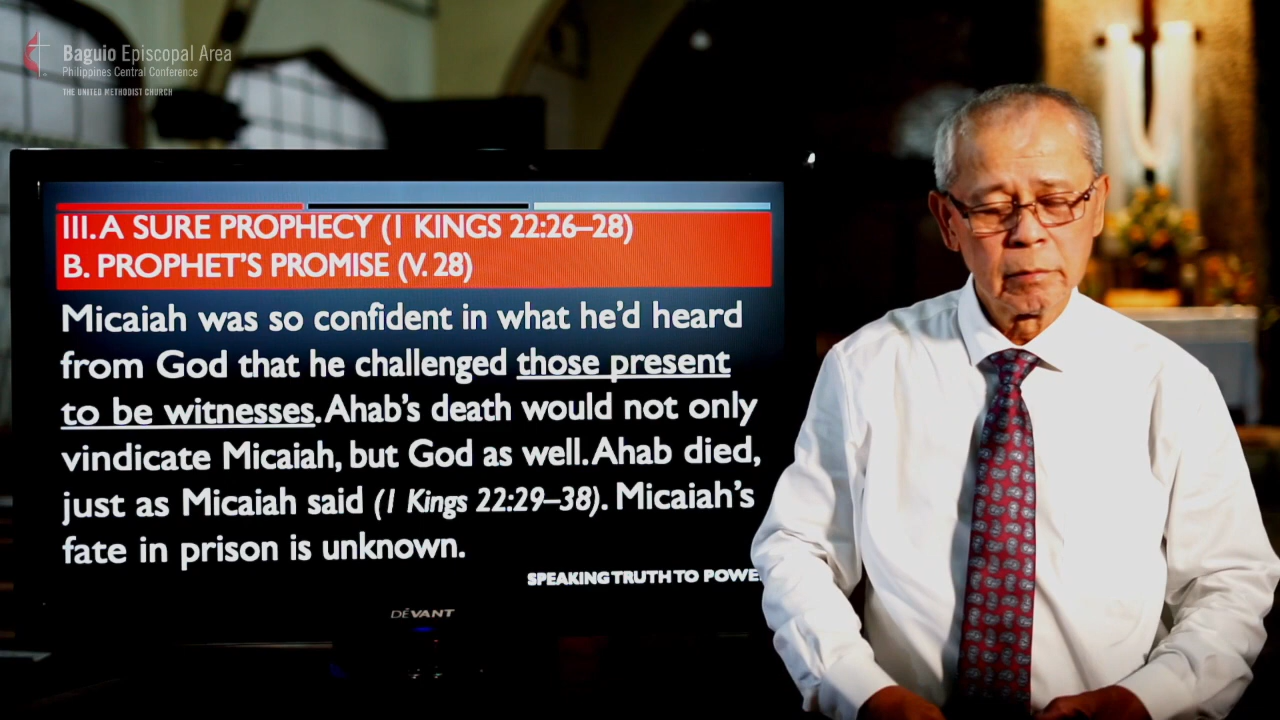 Baguio Episcopal Area
Philippines Central Conference
THE UNITED METHODIST CHURCH
III. A SURE PROPHECY (1 KINGS 22:26–28)
B. PROPHET'S PROMISE (V. 28)
Micaiah was so confident in what he'd heard
from God that he challenged those present
to be witnesses. Ahab's death would not only
vindicate Micaiah, but God as well. Ahab died,
just as Micaiah said (1 Kings 22:29–38). Micaiah's
fate in prison is unknown.
SPEAKING TRUTH TO POWE
DEVANT